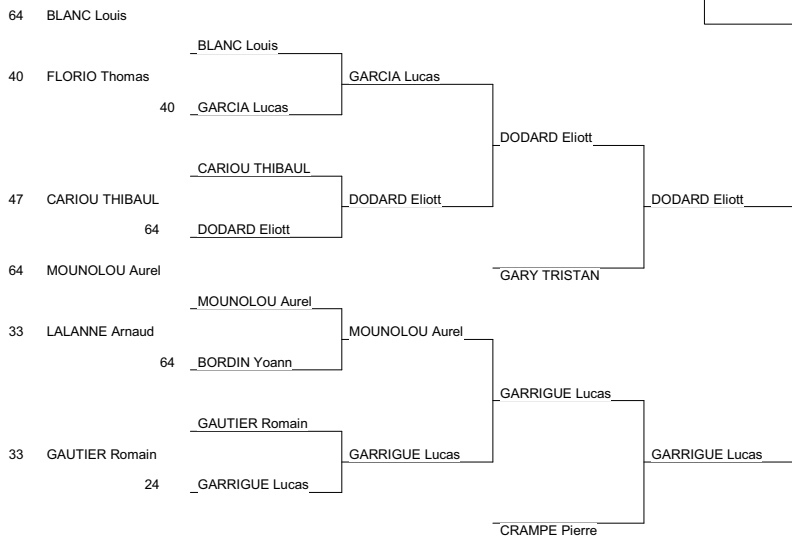 64 BLANC Louis
BLANC Louis
40 FLORIO Thomas
GARCIA Lucas
40 GARCIA Lucas
DODARD Eliott
CARIOU THIBAUL
47 CARIOU THIBAUL
DODARD Eliott
DODARD Eliott
64 DODARD Eliott
64 MOUNOLOU Aurel
GARY TRISTAN
MOUNOLOU Aurel
33 LALANNE Arnaud
MOUNOLOU Aurel
64 BORDIN Yoann
GARRIGUE Lucas
GAUTIER Romain
33 GAUTIER Romain
GARRIGUE Lucas
GARRIGUE Lucas
24 GARRIGUE Lucas
CRAMPE Pierre